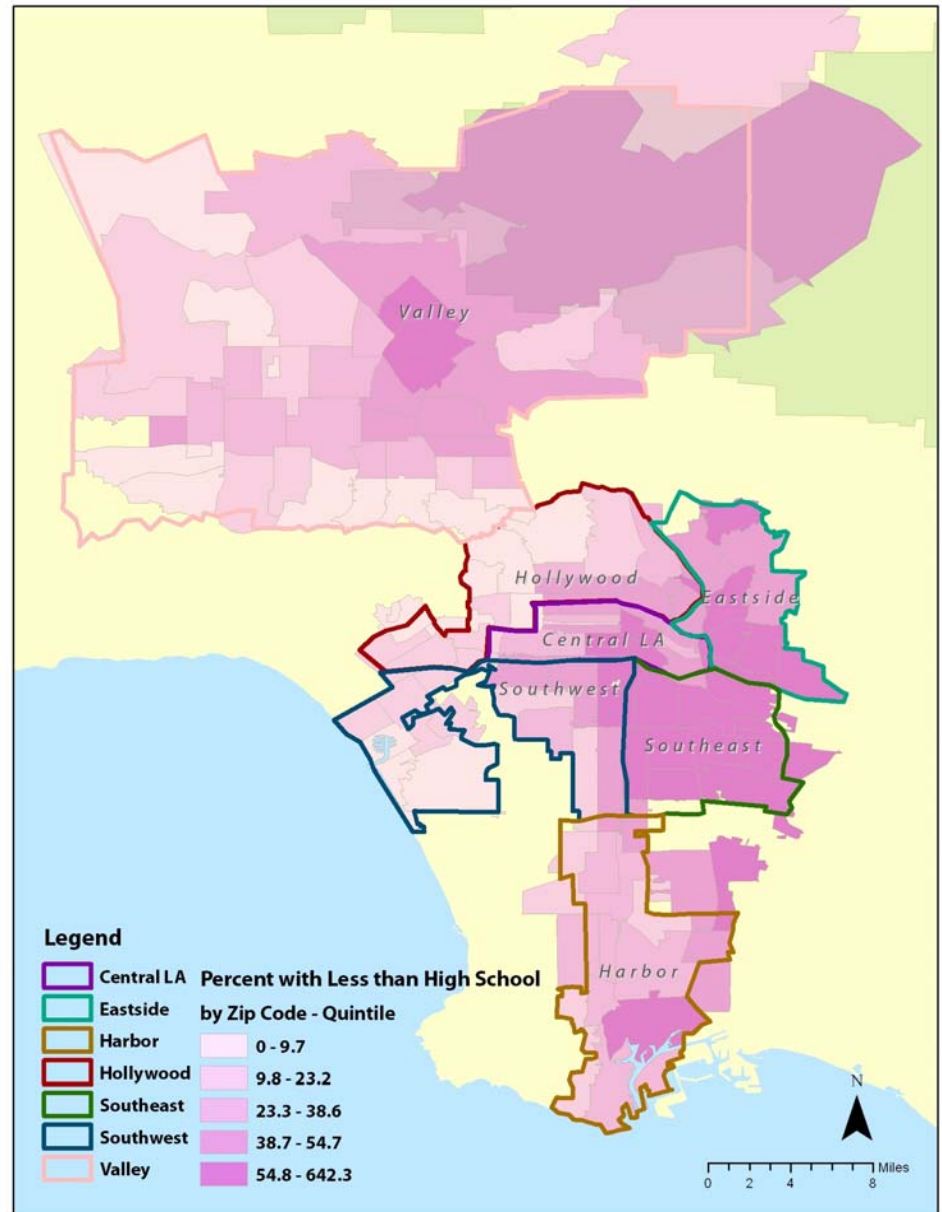 Valley
Hollywood
Eastside
Central LA
Southwest
Southeast
Harbor
Legend
Central LA
Eastside
Harbor
Hollywood
Southeast
Southwest
Valley
Percent with Less than High School
by Zip Code - Quintile
0 - 9.7
9.8 - 23.2
23.3 - 38.6
38.7 - 54.7
54.8 - 642.3
N
Miles
0 2 4 8